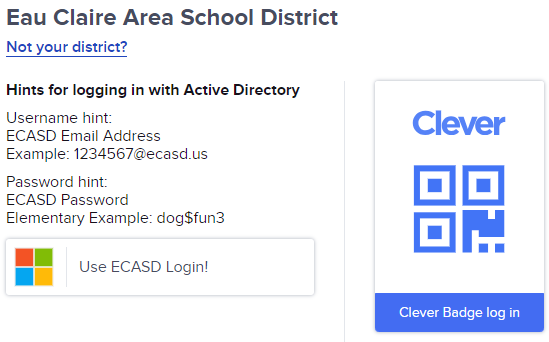 Eau Claire Area School District
Not your district?
Hints for logging in with Active Directory
Username hint:
ECASD Email Address
Example: 1234567@ecasd.us
Password hint:
ECASD Password
Elementary Example: dog$fun3
Use ECASD Login!
Clever
Clever Badge log in